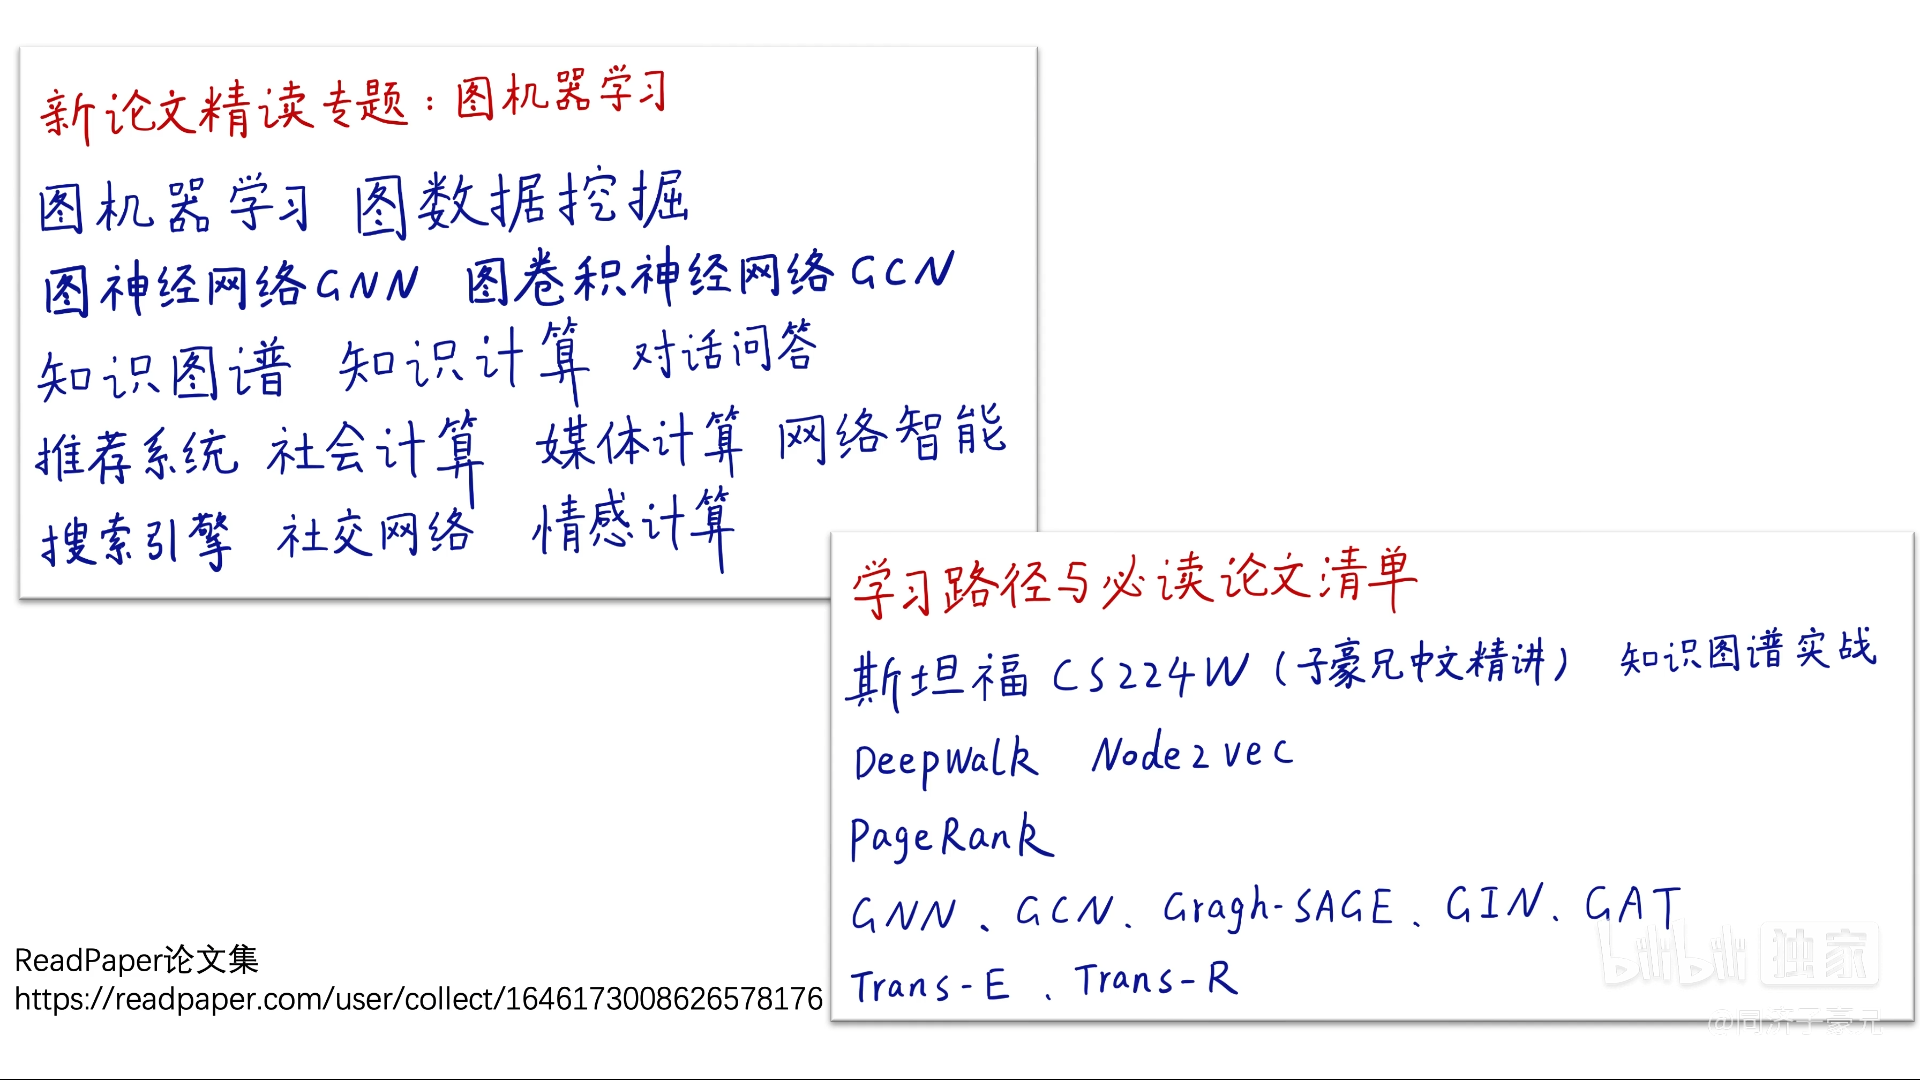 新论文精读专题：图机器学习
图机器学习 图数据挖掘
图神经网络GNN 图卷积神经网络GCN
知识图谱 知识计算 对话问答
推荐系统 社会计算 媒体计算 网络智能
搜索引擎 社交网络 情感计算
学习路径与必读论文清单
斯坦福CS224W（子豪兄中文精讲） 知识图谱实战
DeepWalk Node2vec
PageRank
GNN、GCN、Gragh-SAGE、GIN、GAT
Trans-E、Trans-R
ReadPaper论文集
https://readpaper.com/user/collect/1646173008626578176
bilibili 独家
@同济子豪兄